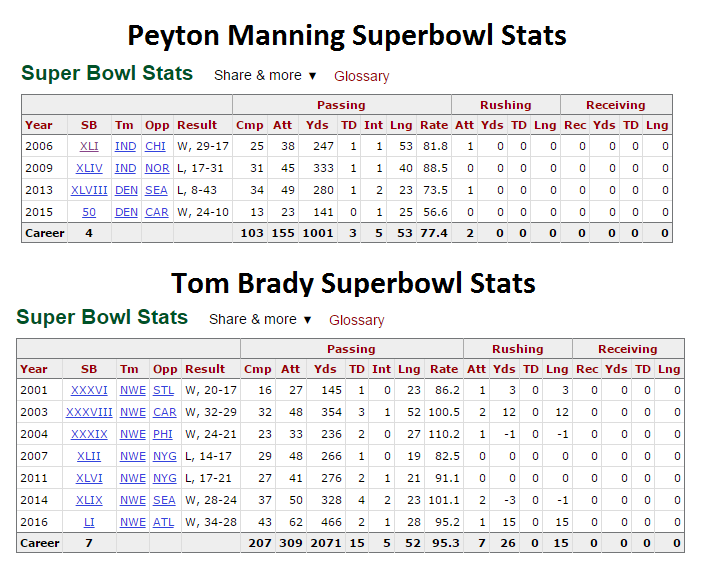 Peyton Manning Superbowl Stats
Super Bowl Stats Share & more ▼ Glossary
Passing Rushing Receiving
Year SB Tm Opp Result Cmp Att Yds TD Int Lng Rate Att Yds TD Lng Rec Yds TD Lng
2006 XLI IND CHI W, 29-17 25 38 247 1 1 53 81.8 1 0 0 0 0 0 0 0
2009 XLIV IND NOR L, 17-31 31 45 333 1 1 40 88.5 0 0 0 0 0 0 0 0
2013 XLVIII DEN SEA L, 8-43 34 49 280 1 2 23 73.5 1 0 0 0 0 0 0 0
2015 50 DEN CAR W, 24-10 13 23 141 0 1 25 56.6 0 0 0 0 0 0 0 0
Career 4 103 155 1001 3 5 53 77.4 2 0 0 0 0 0 0 0
Tom Brady Superbowl Stats
Super Bowl Stats Share & more ▼ Glossary
Passing Rushing Receiving
Year SB Tm Opp Result Cmp Att Yds TD Int Lng Rate Att Yds TD Lng Rec Yds TD Lng
2001 XXXVI NWE STL W, 20-17 16 27 145 1 0 23 86.2 1 3 0 3 0 0 0 0
2003 XXXVIII NWE CAR W, 32-29 32 48 354 3 1 52 100.5 2 12 0 12 0 0 0 0
2004 XXXIX NWE PHI W, 24-21 23 33 236 2 0 27 110.2 1 -1 0 -1 0 0 0 0
2007 XLII NWE NYG L, 14-17 29 48 266 1 0 19 82.5 0 0 0 0 0 0 0 0
2011 XLVI NWE NYG L, 17-21 27 41 276 2 1 21 91.1 0 0 0 0 0 0 0 0
2014 XLIX NWE SEA W, 28-24 37 50 328 4 2 23 101.1 2 -3 0 -1 0 0 0 0
2016 LI NWE ATL W, 34-28 43 62 466 2 1 28 95.2 1 15 0 15 0 0 0 0
Career 7 207 309 2071 15 5 52 95.3 7 26 0 15 0 0 0 0